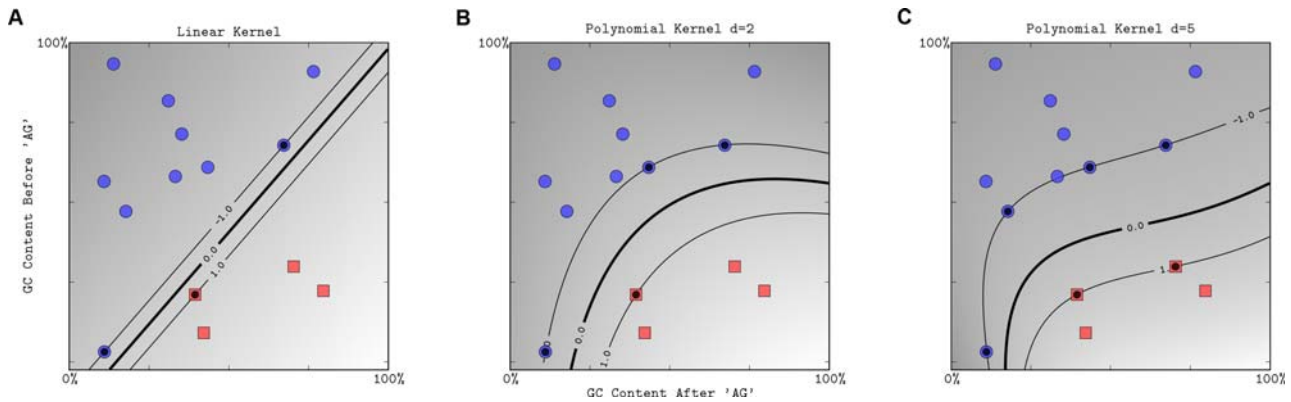 A
Linear Kernel
100%
GC Content Before 'AG'
-1.0
0.0
1.0
0%
100%
B
Polynomial Kernel d=2
100%
0.0
1.0
0%
100%
GC Content After 'AG'
C
Polynomial Kernel d=5
100%
-1.0
0.0
0%
100%